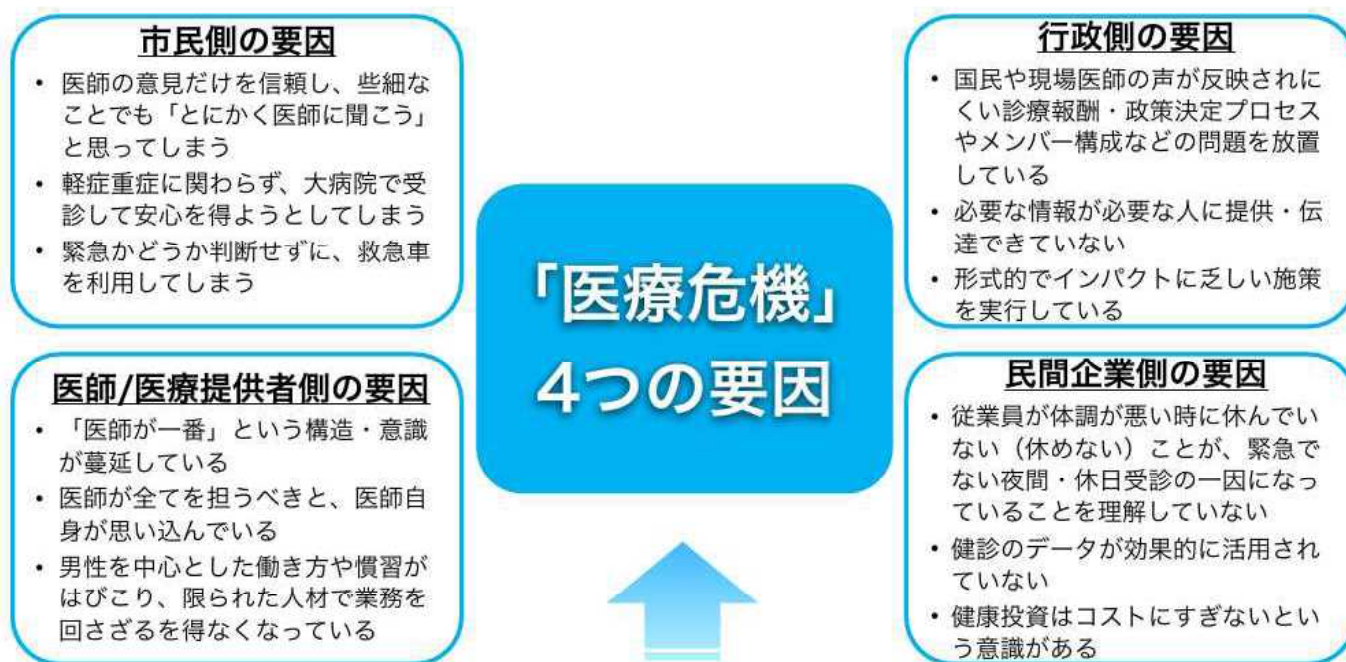 市民側の要因
• 医師の意見だけを信頼し、些細な
ことでも「とにかく医師に聞こう」
と思ってしまう
• 軽症重症に関わらず、大病院で受
診して安心を得ようとしてしまう
• 緊急かどうか判断せずに、救急車
を利用してしまう
医師/医療提供者側の要因
• 「医師が一番」という構造・意識
が蔓延している
• 医師が全てを担うべきと、医師自
身が思い込んでいる
• 男性を中心とした働き方や慣習が
はびこり、限られた人材で業務を
回さざるを得なくなっている
「医療危機」
4つの要因
行政側の要因
• 国民や現場医師の声が反映されに
くい診療報酬・政策決定プロセス
やメンバー構成などの問題を放置
している
• 必要な情報が必要な人に提供・伝
達できていない
• 形式的でインパクトに乏しい施策
を実行している
民間企業側の要因
• 従業員が体調が悪い時に休んでい
ない（休めない）ことが、緊急で
ない夜間・休日受診の一因になっ
ていることを理解していない
• 健診のデータが効果的に活用され
ていない
• 健康投資はコストにすぎないとい
う意識がある